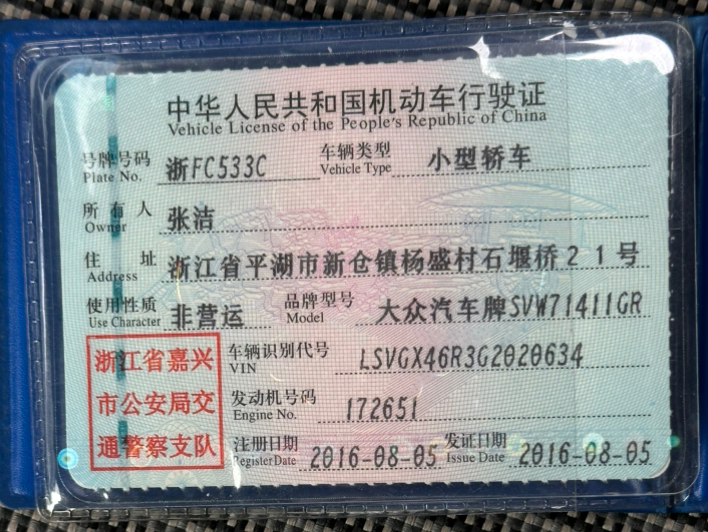 中华人民共和国机动车行驶证
Vehicle License of the People's Republic of China
号牌号码 浙FC533C 车辆类型 小型轿车
Plate No. Vehicle Type
所有人 张洁
Owner
住址 浙江省平湖市新仓镇杨盛村石堰桥21号
Address
使用性质 非营运 品牌型号 大众汽车牌SVW71411GR
Use Character Model
浙江省嘉兴
市公安局交
通警察支队
车辆识别代号 LSVGX46R3G2020634
VIN
发动机号码 172651
Engine No.
注册日期 2016-08-05 发证日期 2016-08-05
Register Date Issue Date